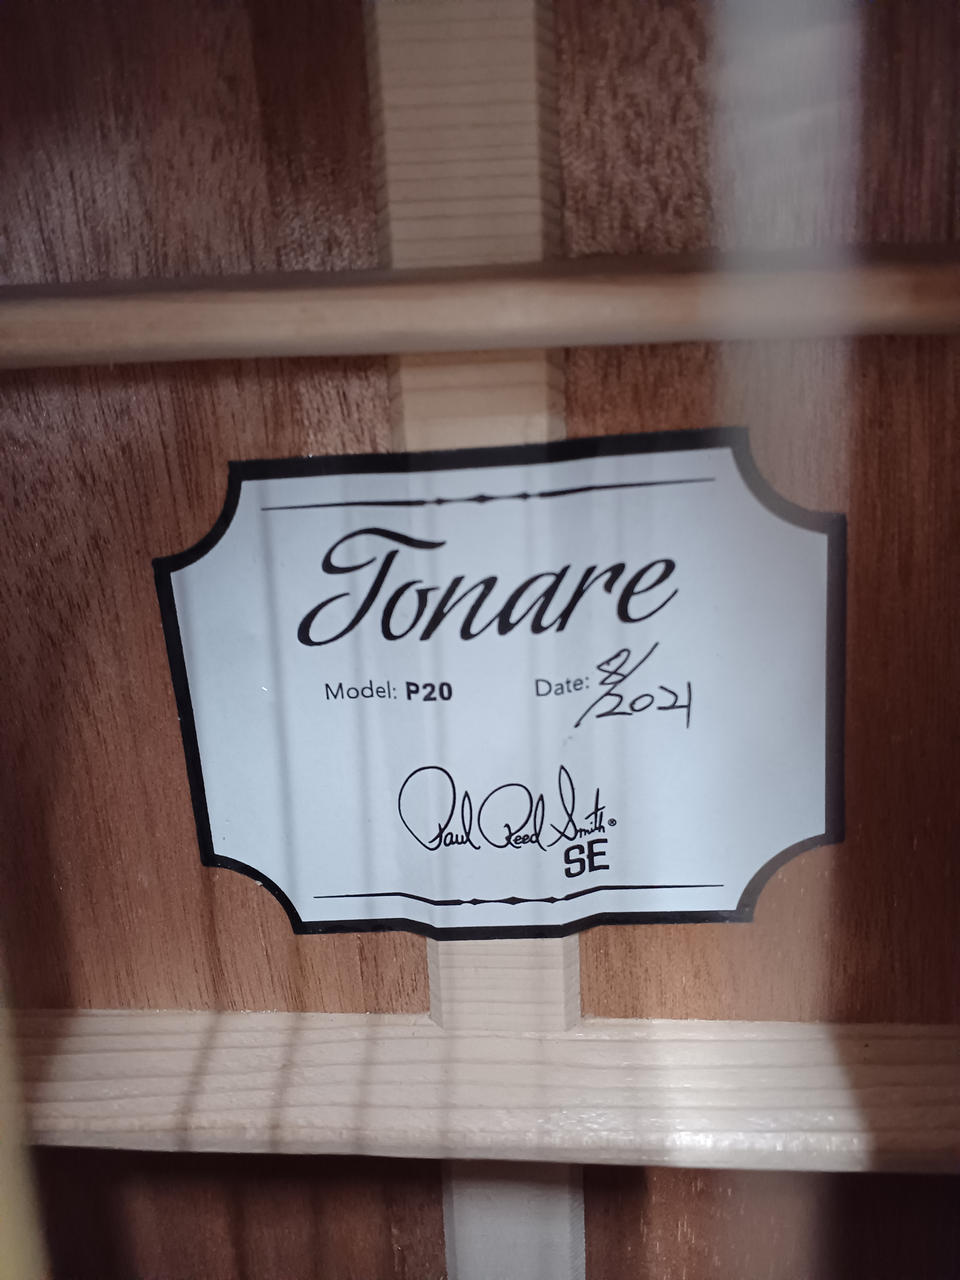 Tonare
Model: P20 Date: 8/
/2021
Paul Reed Smith®
SE